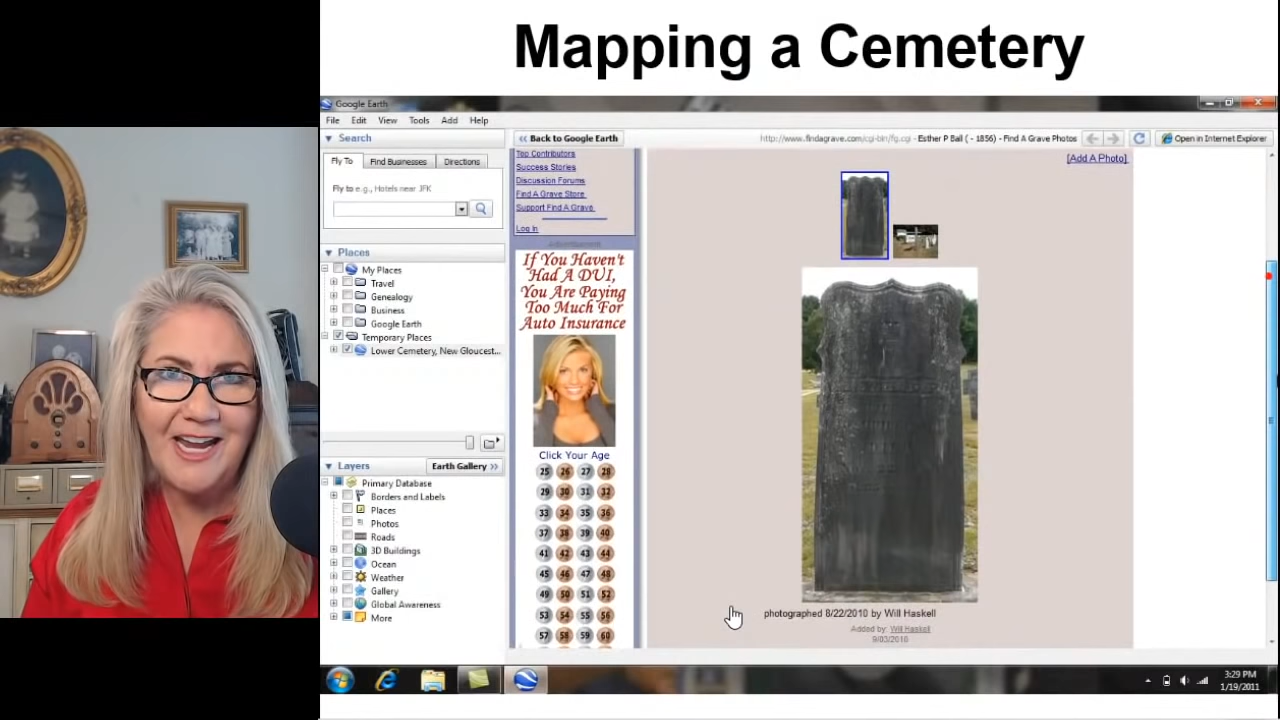 Mapping a Cemetery
Google Earth
File Edit View Tools Add Help
Search
Fly To Find Businesses Directions
Fly to e.g., Hotels near JFK
Places
My Places
Travel
Genealogy
Business
Google Earth
Temporary Places
Lower Cemetery, New Gloucest...
Layers Earth Gallery >>
Primary Database
Borders and Labels
Places
Photos
Roads
3D Buildings
Ocean
Weather
Gallery
Global Awareness
More
<< Back to Google Earth http://www.findagrave.com/cgi-bin/fg.cgi - Esther P Ball ( - 1856) - Find A Grave Photos Open in Internet Explorer
Top Contributors
Success Stories
Discussion Forums
Find A Grave Store
Support Find A Grave
Log In
Advertisement
If You Haven't
Had A DUI,
You Are Paying
Too Much For
Auto Insurance
Click Your Age
25 26 27 28
29 30 31 32
33 34 35 36
37 38 39 40
41 42 43 44
45 46 47 48
49 50 51 52
53 54 55 56
57 58 59 60
[Add A Photo]
photographed 8/22/2010 by Will Haskell
Added by: Will Haskell
9/03/2010
3:29 PM
1/19/2011